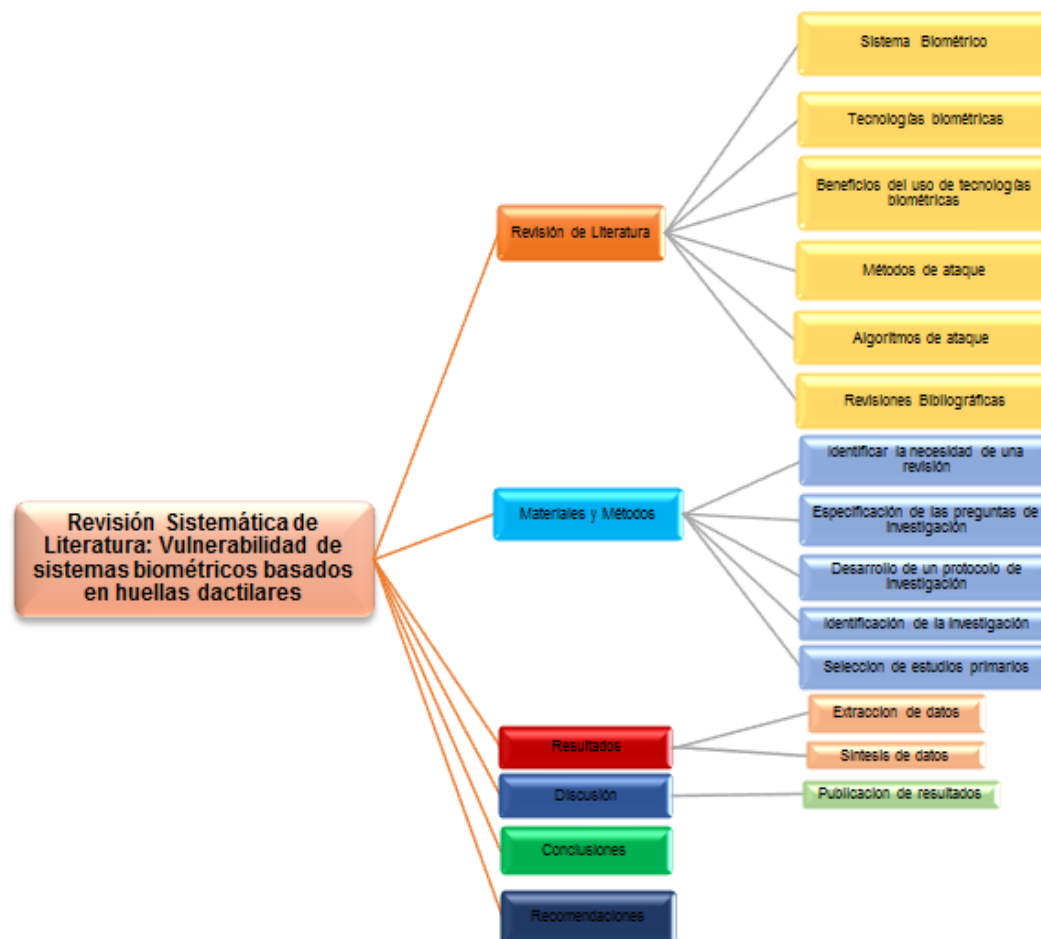 Revisión Sistemática de
Literatura: Vulnerabilidad de
sistemas biométricos basados
en huellas dactilares
Revisión de Literatura
Sistema Biométrico
Tecnologías biométricas
Beneficios del uso de tecnologías
biométricas
Métodos de ataque
Algoritmos de ataque
Revisiones Bibliográficas
Materiales y Métodos
Identificar la necesidad de una
revisión
Especificación de las preguntas de
Investigación
Desarrollo de un protocolo de
Investigación
Identificación de la Investigación
Seleccion de estudios primarios
Resultados
Extraccion de datos
Síntesis de datos
Discusión
Publicacion de resultados
Conclusiones
Recomendaciones